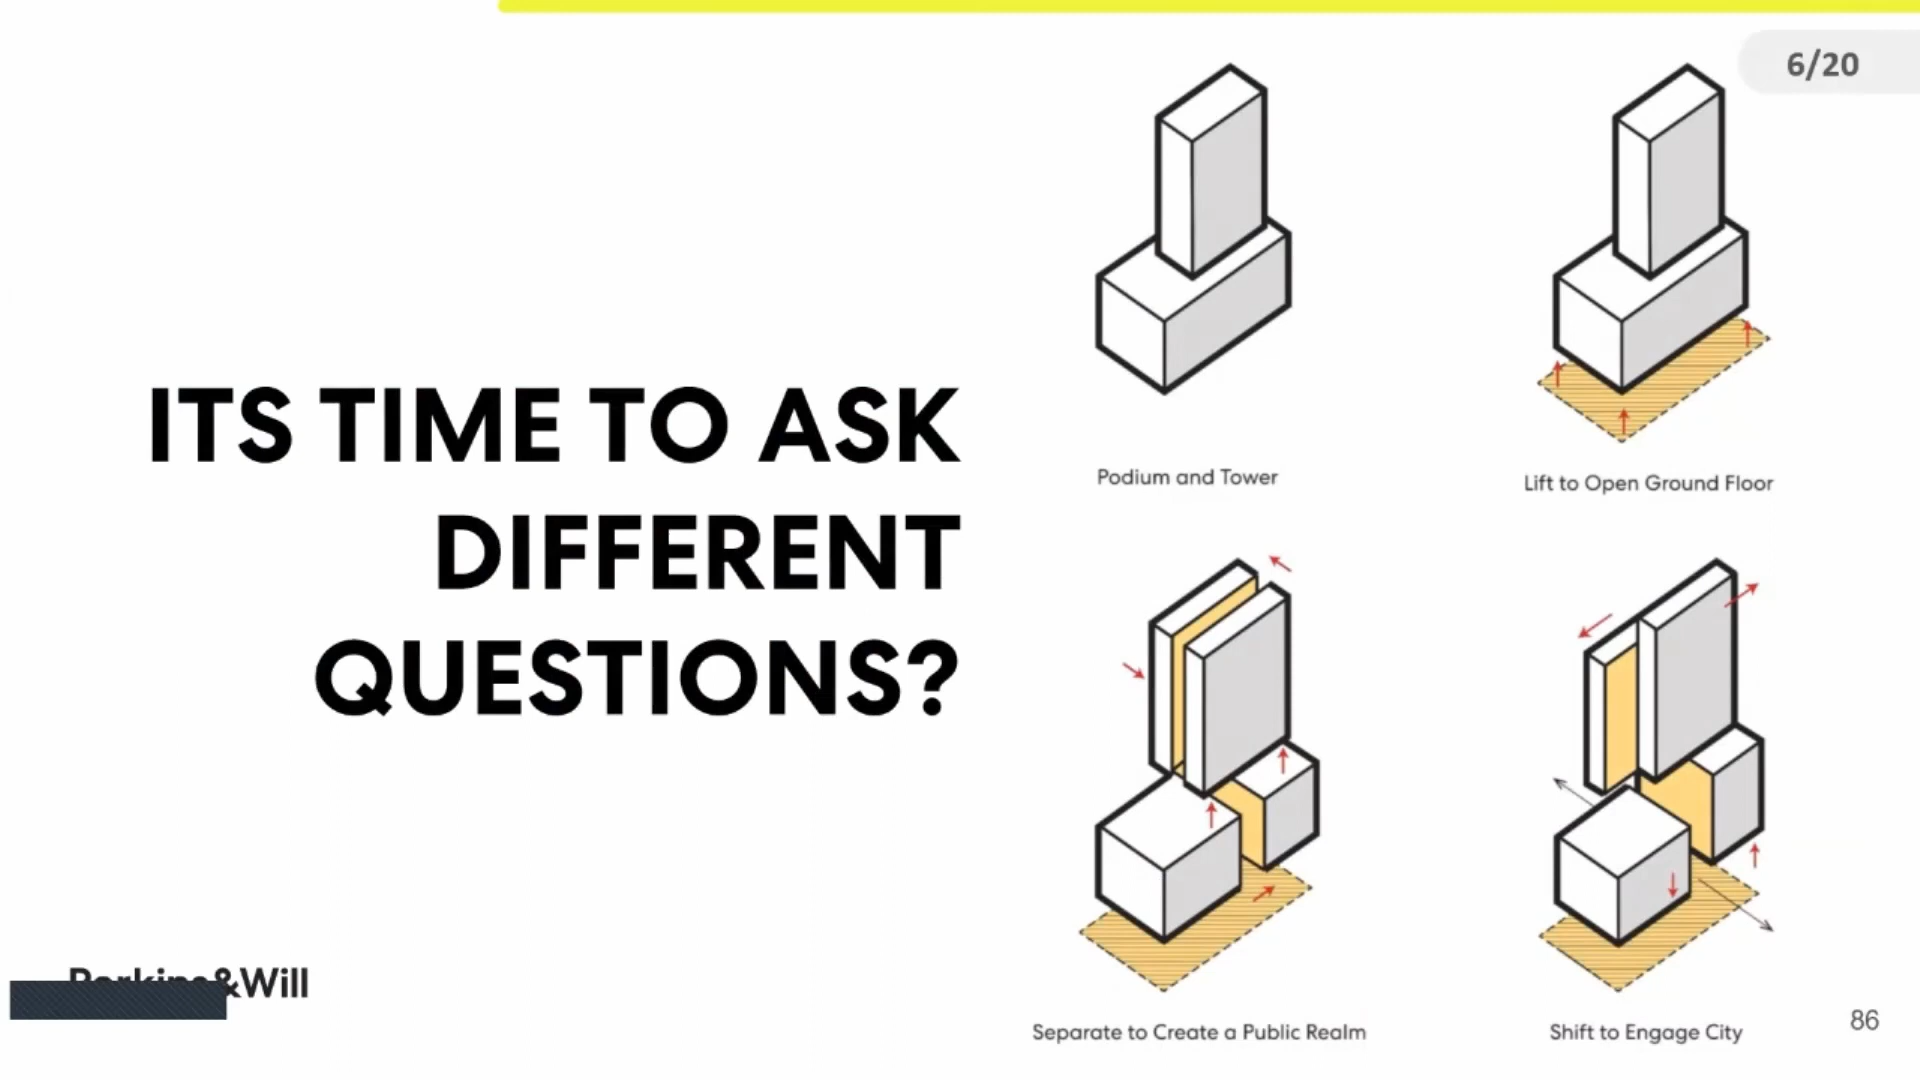 6/20
ITS TIME TO ASK
DIFFERENT
QUESTIONS?
Podium and Tower
Lift to Open Ground Floor
Separate to Create a Public Realm
Shift to Engage City
Perkins&Will
86